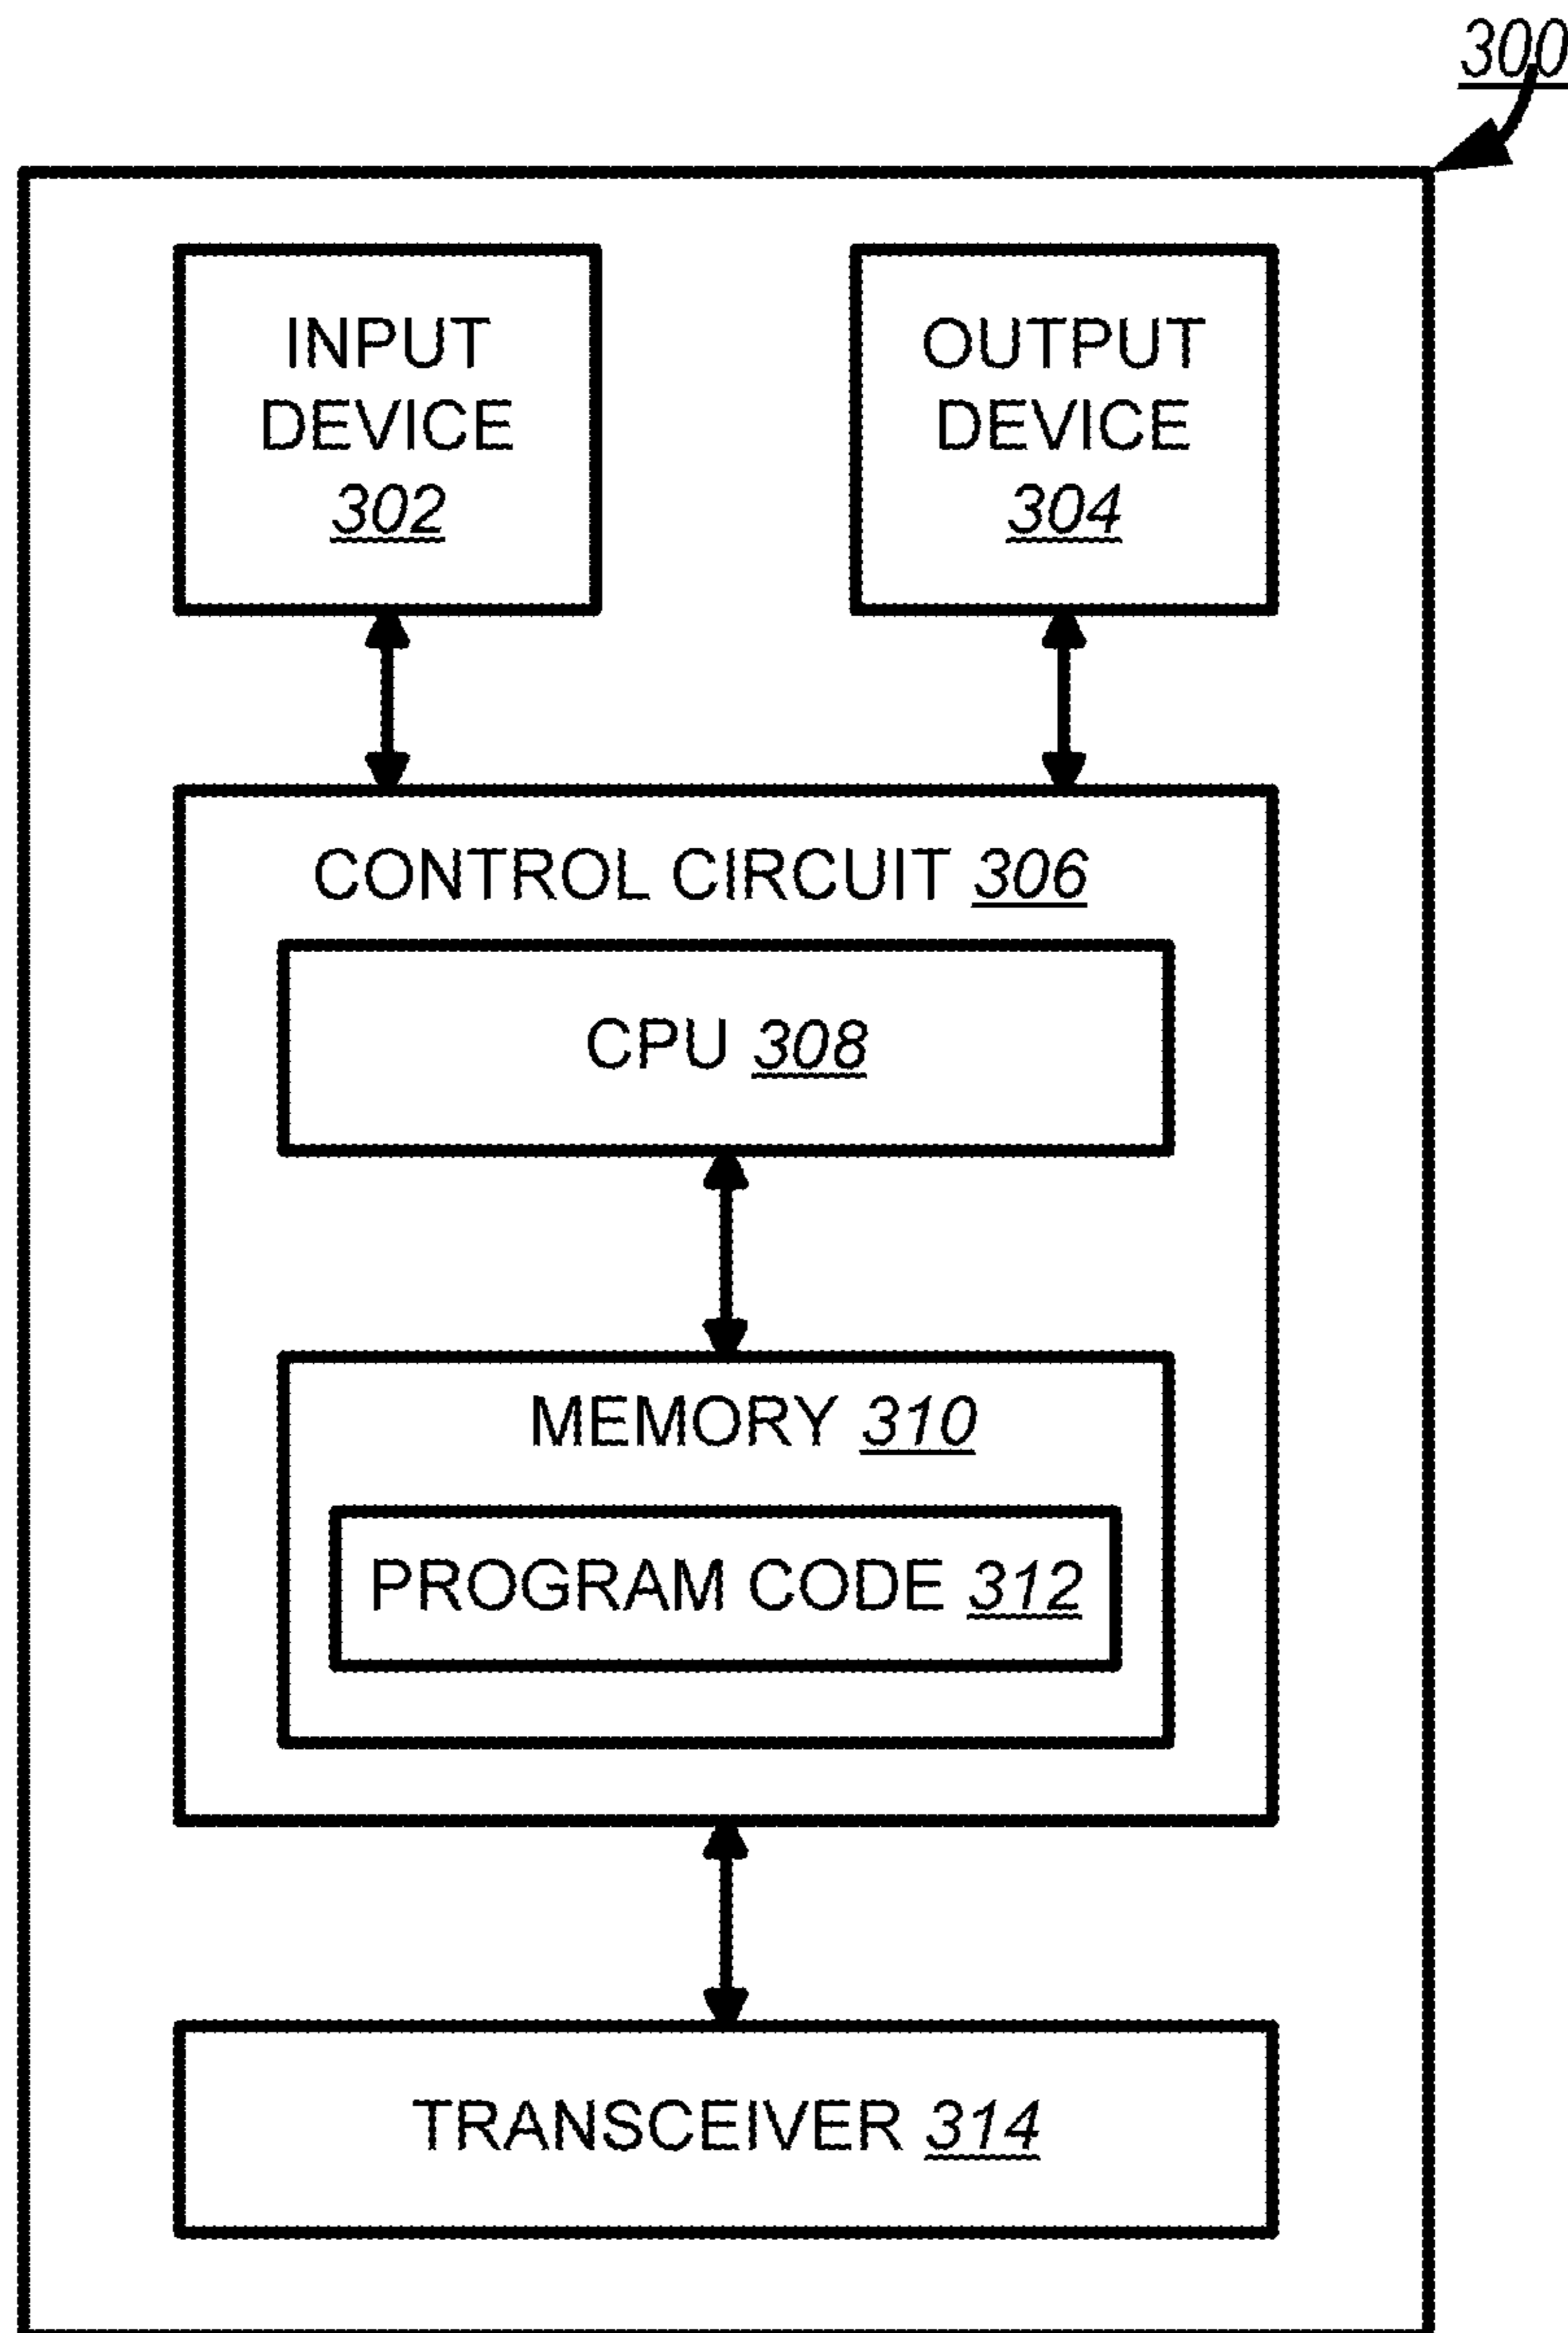 300
INPUT
DEVICE
302
OUTPUT
DEVICE
304
CONTROL CIRCUIT 306
CPU 308
MEMORY 310
PROGRAM CODE 312
TRANSCEIVER 314